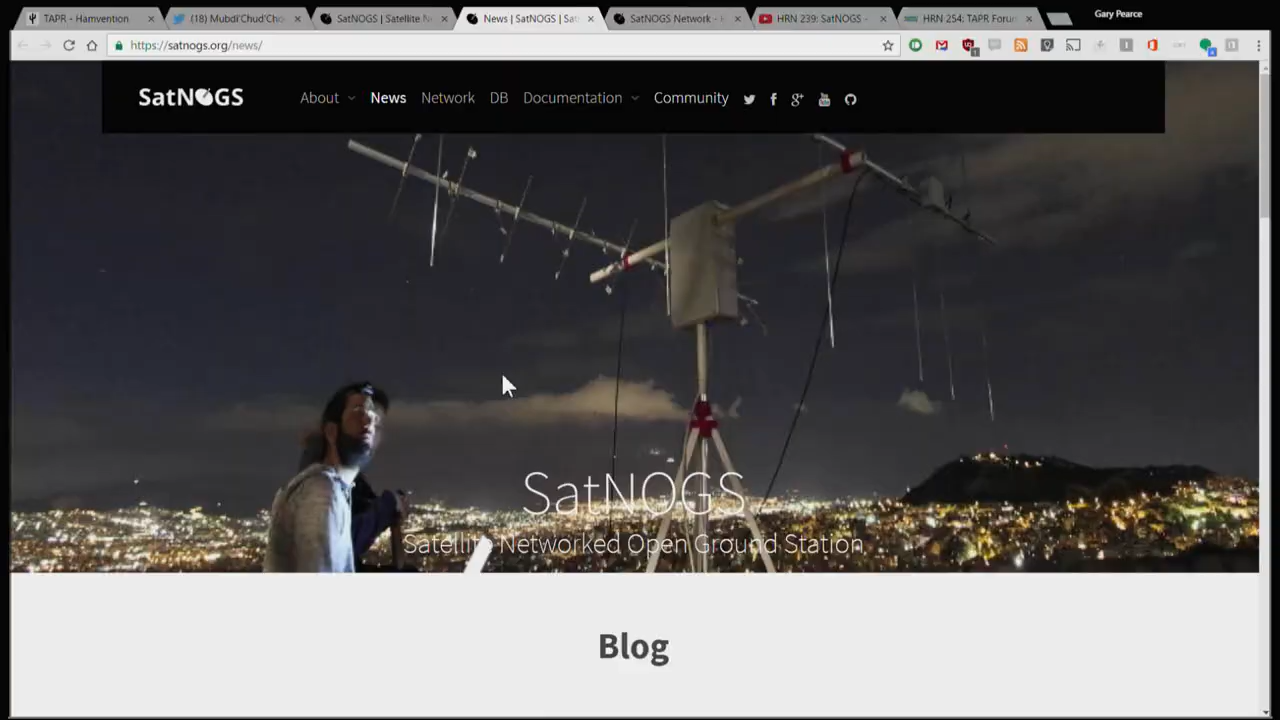 TAPR - Hamvention
(18) Mubdi'Chud'Cho
SatNOGS | Satellite N
News | SatNOGS | Sat
SatNOGS Network -
HRN 239: SatNOGS -
HRN 254: TAPR Foru
Gary Pearce
https://satnogs.org/news/
SatNOGS
About
News
Network
DB
Documentation
Community
SatNOGS
Satellite Networked Open Ground Station
Blog